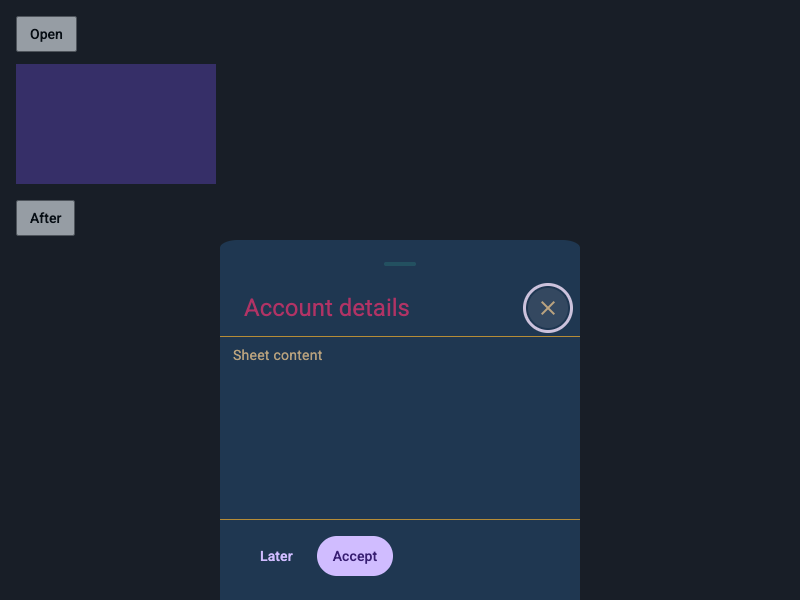 Open
After
Account details
Sheet content
Later
Accept